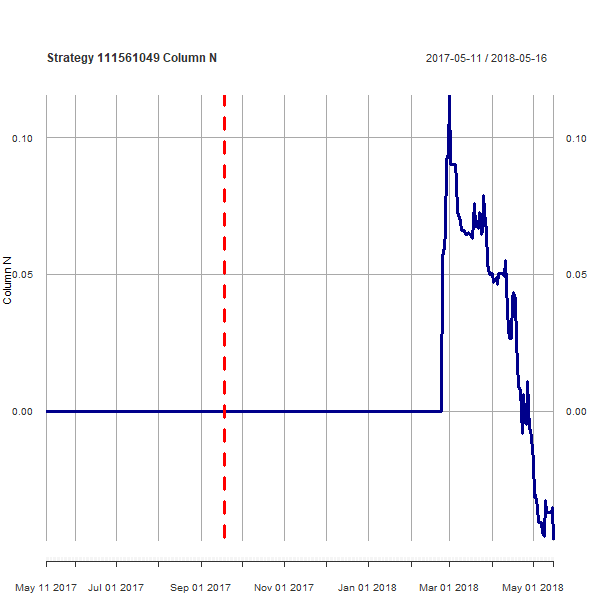 Strategy 111561049 Column N 2017-05-11 / 2018-05-16
0.10 0.10
0.05 0.05
Column N
0.00 0.00
May 11 2017 Jul 01 2017 Sep 01 2017 Nov 01 2017 Jan 01 2018 Mar 01 2018 May 01 2018